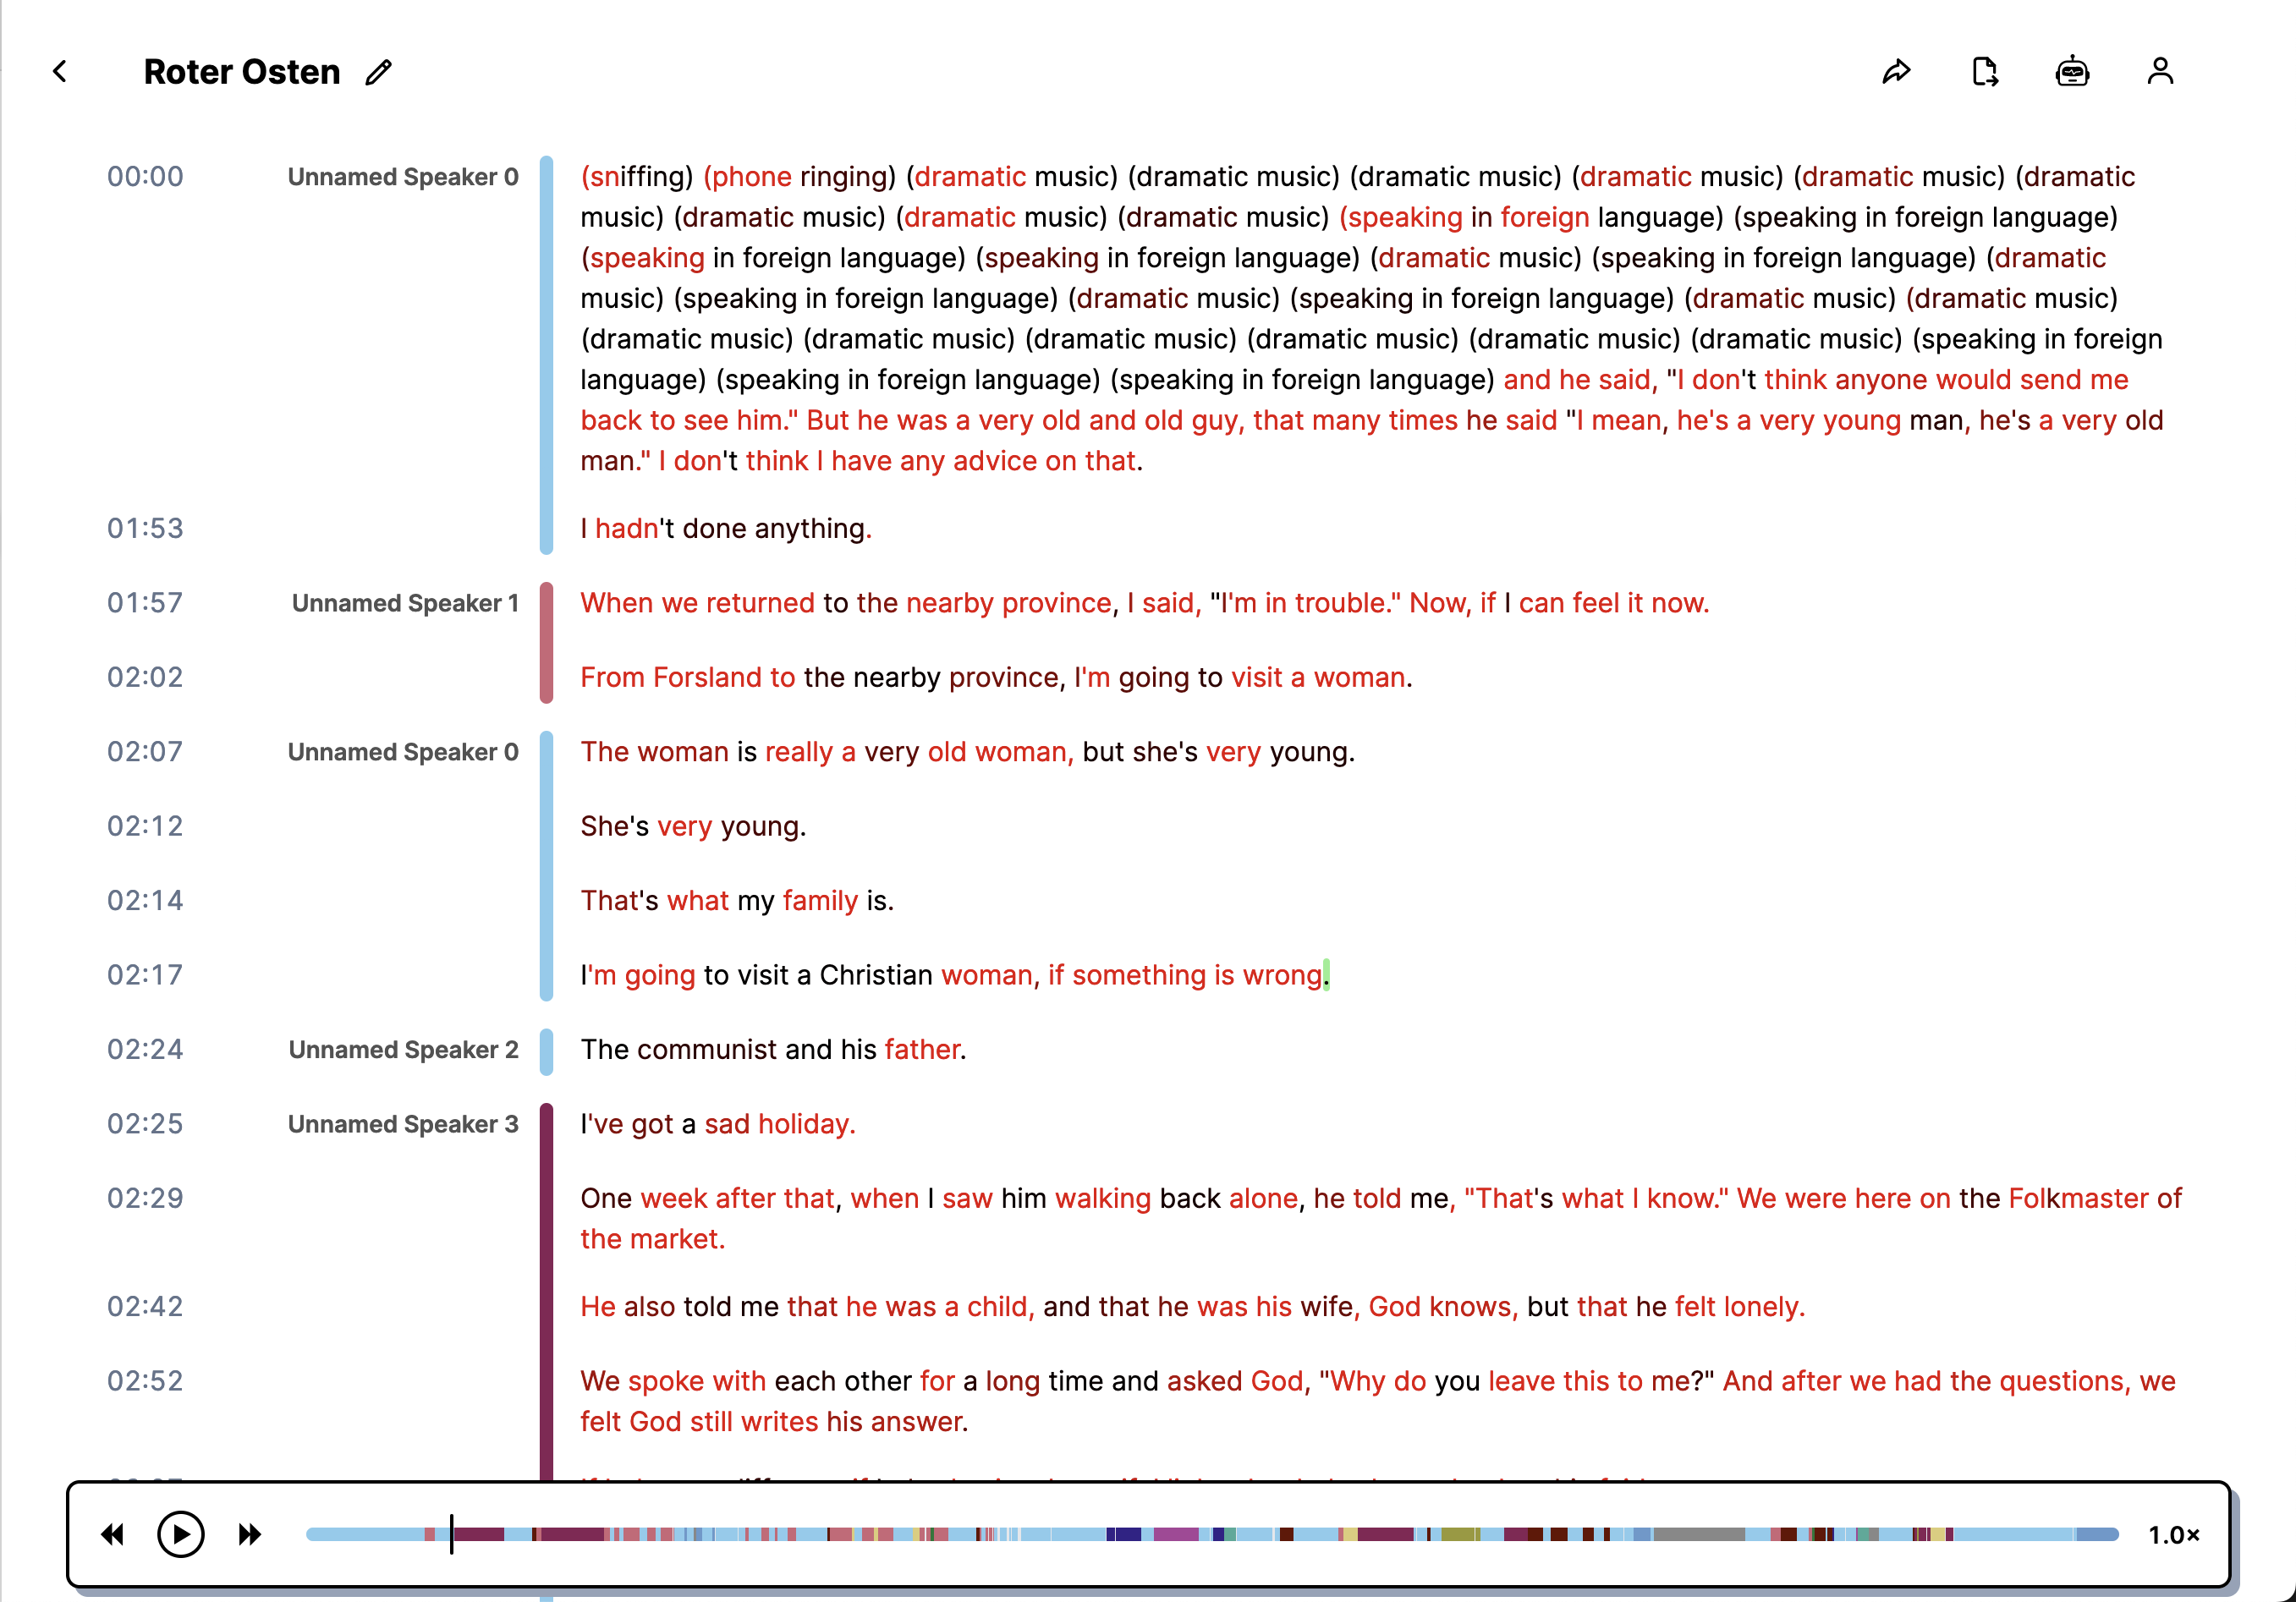 Roter Osten
00:00 Unnamed Speaker 0 (sniffing) (phone ringing) (dramatic music) (dramatic music) (dramatic music) (dramatic music) (dramatic music) (dramatic
music) (dramatic music) (dramatic music) (dramatic music) (speaking in foreign language) (speaking in foreign language)
(speaking in foreign language) (speaking in foreign language) (dramatic music) (speaking in foreign language) (dramatic
music) (speaking in foreign language) (dramatic music) (speaking in foreign language) (dramatic music) (dramatic music)
(dramatic music) (dramatic music) (dramatic music) (dramatic music) (dramatic music) (dramatic music) (speaking in foreign
language) (speaking in foreign language) (speaking in foreign language) and he said, "I don't think anyone would send me
back to see him." But he was a very old and old guy, that many times he said "I mean, he's a very young man, he's a very old
man." I don't think I have any advice on that.
01:53 I hadn't done anything.
01:57 Unnamed Speaker 1 When we returned to the nearby province, I said, "I'm in trouble." Now, if I can feel it now.
02:02 From Forsland to the nearby province, I'm going to visit a woman.
02:07 Unnamed Speaker 0 The woman is really a very old woman, but she's very young.
02:12 She's very young.
02:14 That's what my family is.
02:17 I'm going to visit a Christian woman, if something is wrong.
02:24 Unnamed Speaker 2 The communist and his father.
02:25 Unnamed Speaker 3 I've got a sad holiday.
02:29 One week after that, when I saw him walking back alone, he told me, "That's what I know." We were here on the Folkmaster of
the market.
02:42 He also told me that he was a child, and that he was his wife, God knows, but that he felt lonely.
02:52 We spoke with each other for a long time and asked God, "Why do you leave this to me?" And after we had the questions, we
felt God still writes his answer.
1.0×